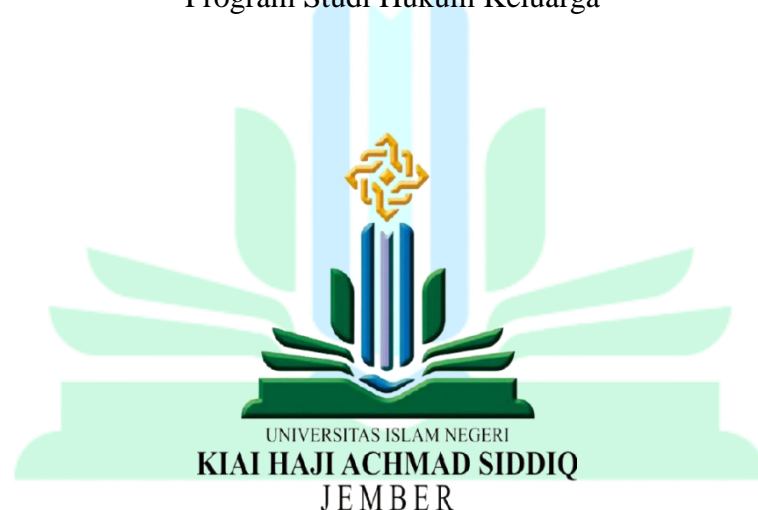 Program Studi Hukum Keluarga
UNIVERSITAS ISLAM NEGERI
KIAI HAJI ACHMAD SIDDIQ
JEMBER